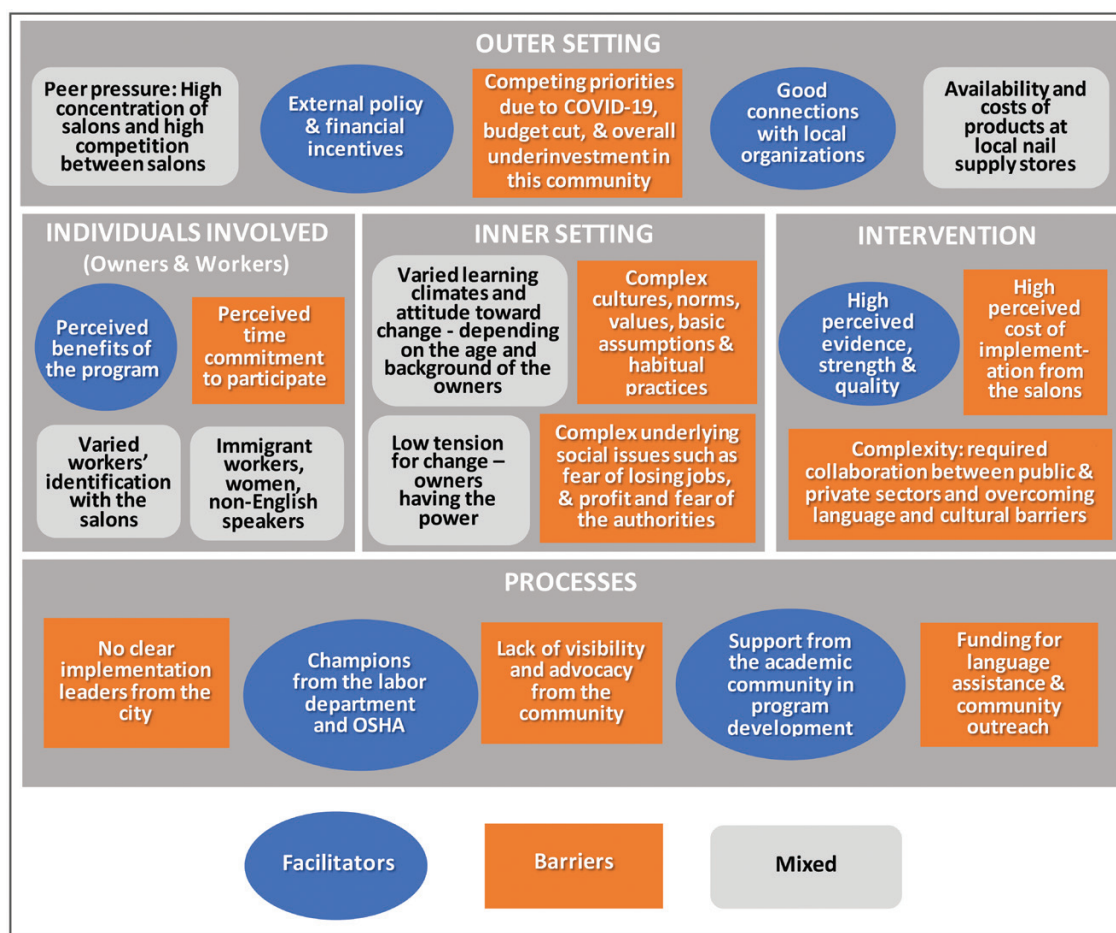 OUTER SETTING
Peer pressure: High
concentration of
salons and high
competition
between salons
External policy
& financial
incentives
Competing priorities
due to COVID-19,
budget cut, & overall
underinvestment in
this community
Good
connections
with local
organizations
Availability and
costs of
products at
local nail
supply stores
INDIVIDUALS INVOLVED
(Owners & Workers)
Perceived
benefits of
the program
Perceived
time
commitment
to participate
Varied
workers'
identification
with the
salons
Immigrant
workers,
women,
non-English
speakers
INNER SETTING
Varied learning
climates and
attitude toward
change - depending
on the age and
background of the
owners
Complex
cultures, norms,
values, basic
assumptions &
habitual
practices
Low tension
for change –
owners
having the
power
Complex underlying
social issues such as
fear of losing jobs,
& profit and fear of
the authorities
INTERVENTION
High
perceived
evidence,
strength &
quality
High
perceived
cost of
implement-
ation from
the salons
Complexity: required
collaboration between public &
private sectors and overcoming
language and cultural barriers
PROCESSES
No clear
implementation
leaders from the
city
Champions
from the labor
department
and OSHA
Lack of visibility
and advocacy
from the
community
Support from
the academic
community in
program
development
Funding for
language
assistance &
community
outreach
Facilitators
Barriers
Mixed